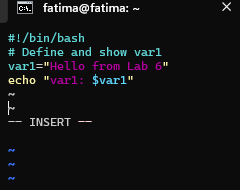 fatima@fatima: ~
#!/bin/bash
# Define and show var1
var1="Hello from Lab 6"
echo "var1: $var1"
~
~
-- INSERT --
~
~
~